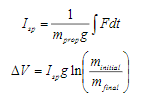 I_sp = 1/(m_prop g) ∫ F dt
ΔV = I_sp g ln(m_initial / m_final)